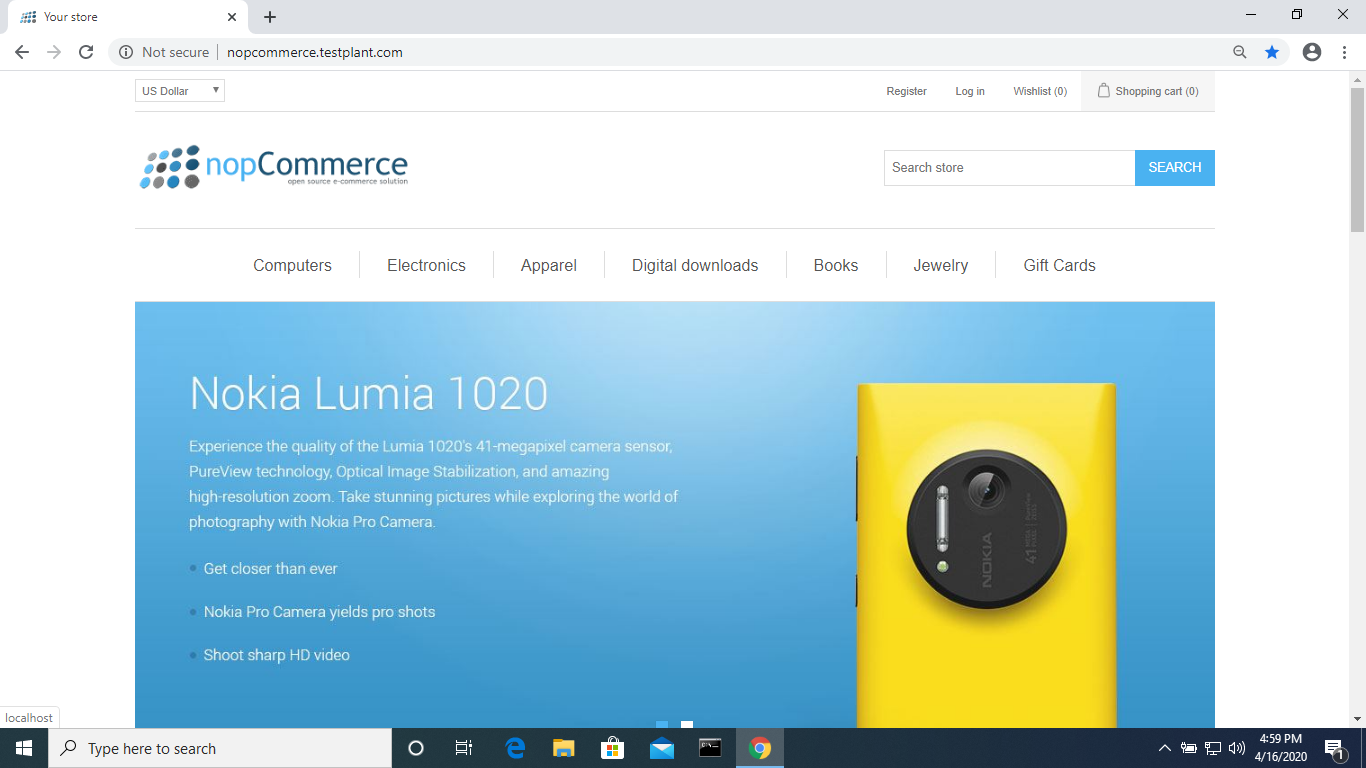 Your store
Not secure
nopcommerce.testplant.com
US Dollar
Register
Log in
Wishlist (0)
Shopping cart (0)
nopCommerce
open source e-commerce solution
Search store
SEARCH
Computers
Electronics
Apparel
Digital downloads
Books
Jewelry
Gift Cards
Nokia Lumia 1020
Experience the quality of the Lumia 1020's 41-megapixel camera sensor,
PureView technology, Optical Image Stabilization, and amazing
high-resolution zoom. Take stunning pictures while exploring the world of
photography with Nokia Pro Camera.
Get closer than ever
Nokia Pro Camera yields pro shots
Shoot sharp HD video
NOKIA
41
localhost
Type here to search
4:59 PM
4/16/2020
1